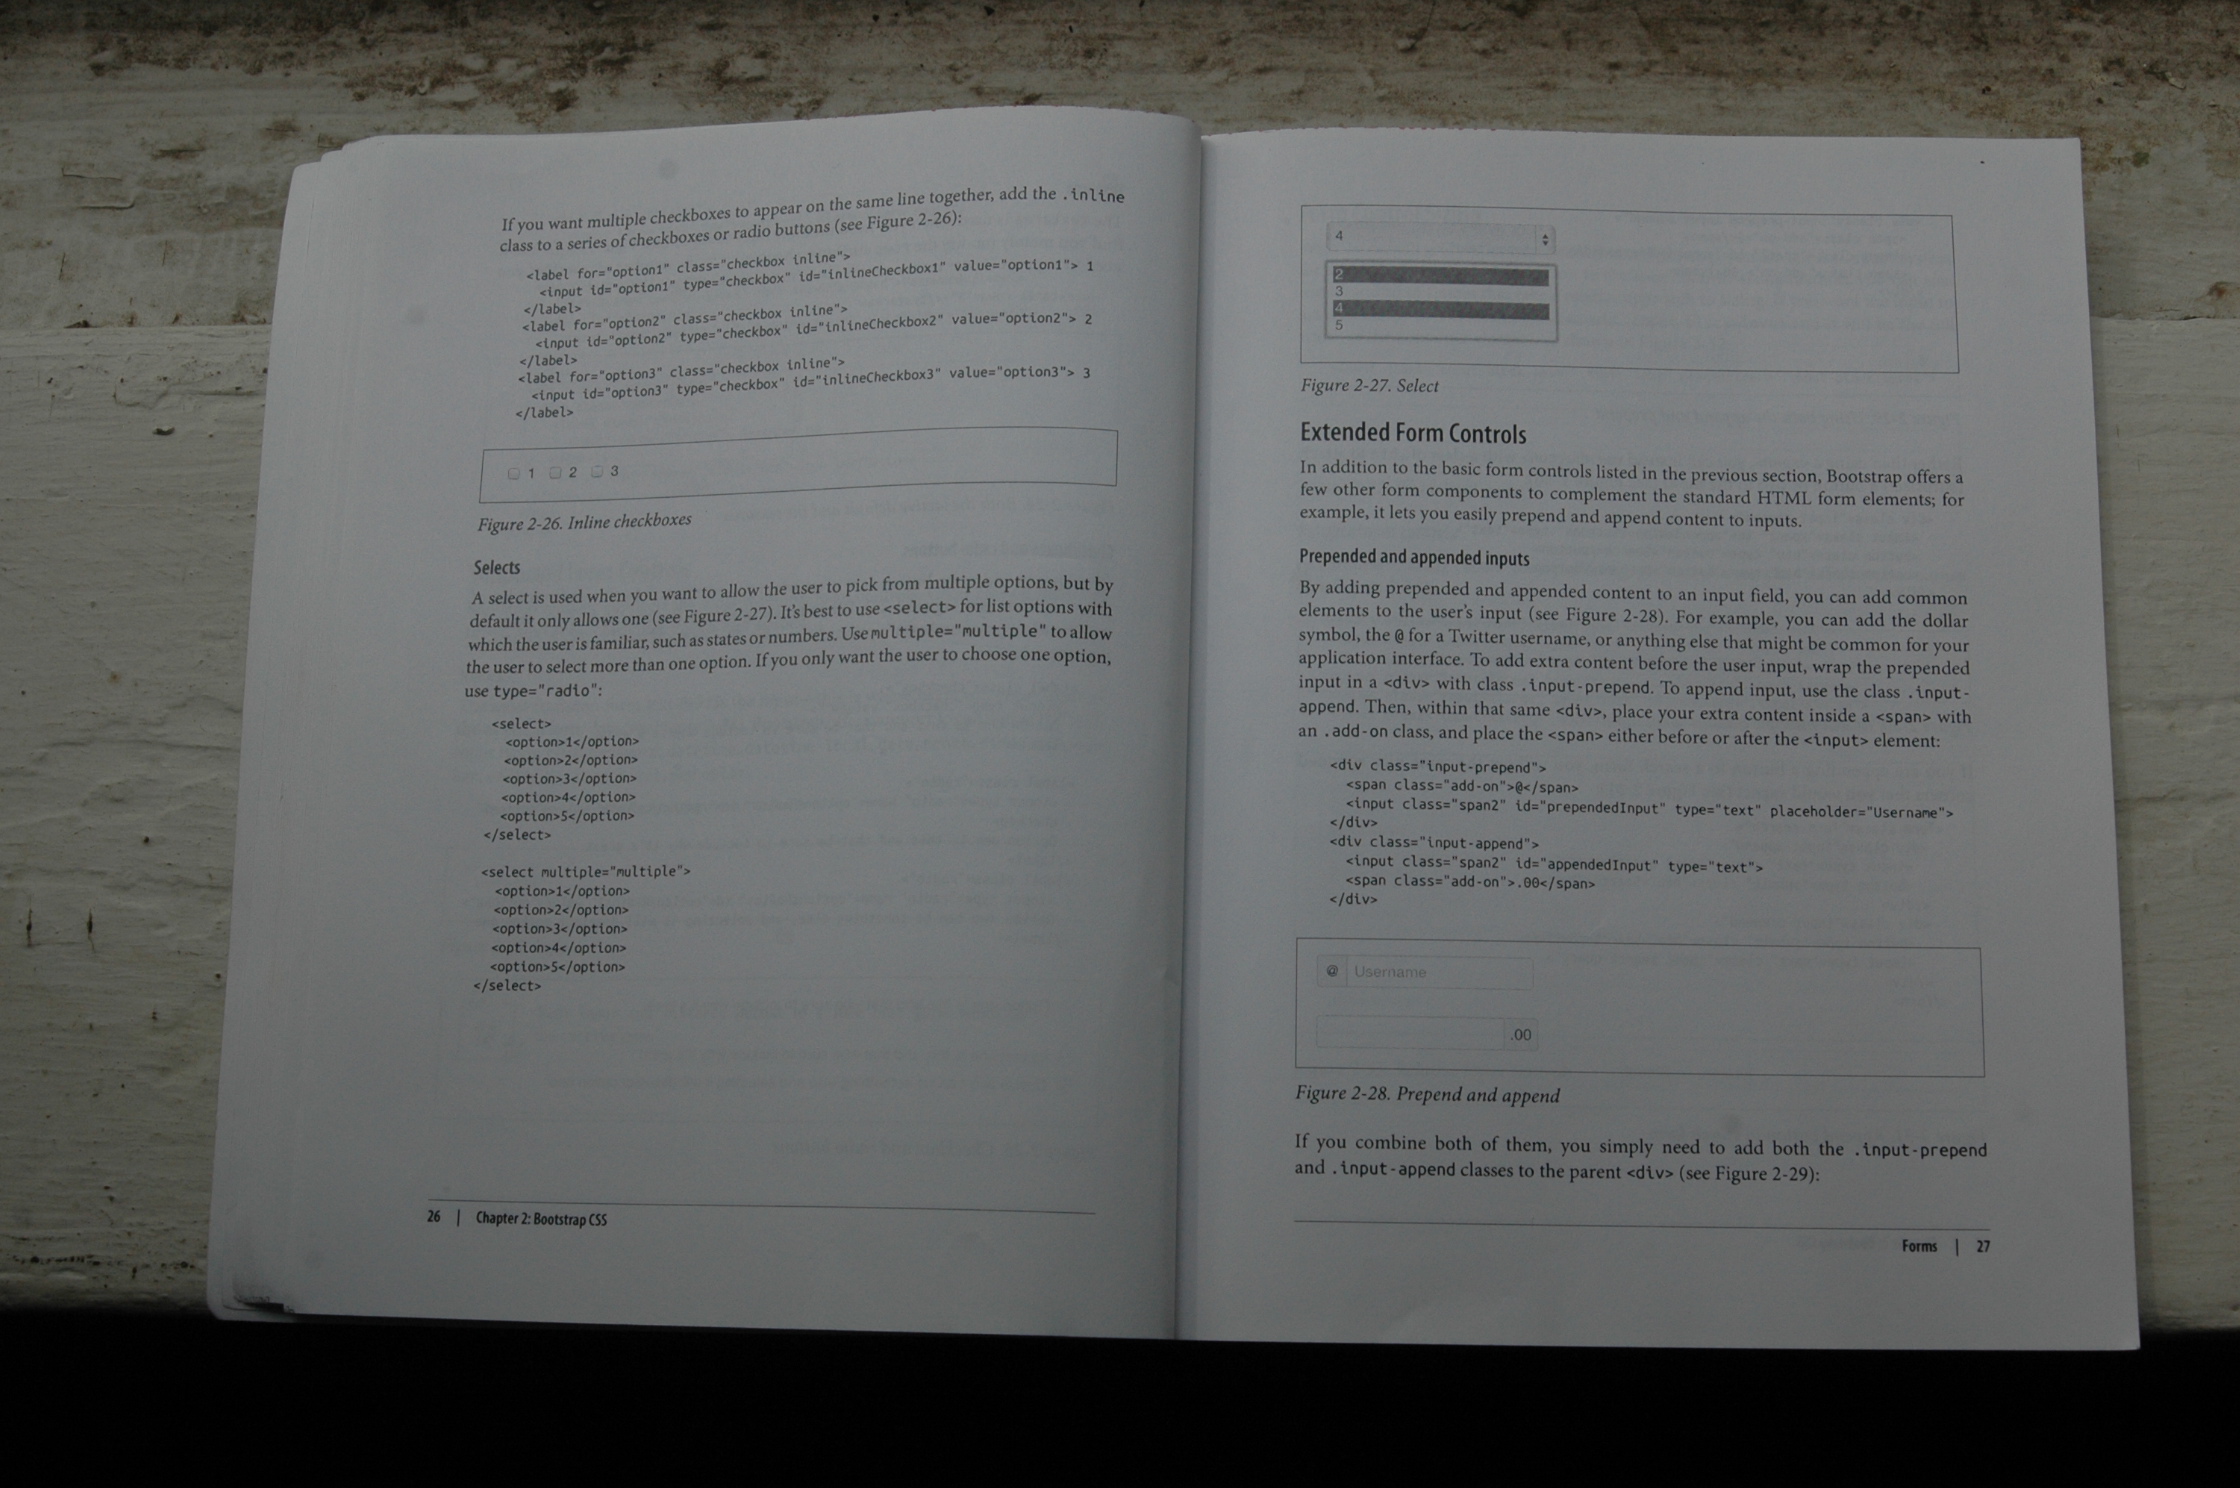 If you want multiple checkboxes to appear on the same line together, add the .inline
class to a series of checkboxes or radio buttons (see Figure 2-26):
<label for="option1" class="checkbox inline">
<input id="option1" type="checkbox" id="inlineCheckbox1" value="option1"> 1
</label>
<label for="option2" class="checkbox inline">
<input id="option2" type="checkbox" id="inlineCheckbox2" value="option2"> 2
</label>
<label for="option3" class="checkbox inline">
<input id="option3" type="checkbox" id="inlineCheckbox3" value="option3"> 3
</label>
1 2 3
Figure 2-26. Inline checkboxes
Selects
A select is used when you want to allow the user to pick from multiple options, but by
default it only allows one (see Figure 2-27). It's best to use <select> for list options with
which the user is familiar, such as states or numbers. Use multiple="multiple" to allow
the user to select more than one option. If you only want the user to choose one option,
use type="radio":
<select>
<option>1</option>
<option>2</option>
<option>3</option>
<option>4</option>
<option>5</option>
</select>
<select multiple="multiple">
<option>1</option>
<option>2</option>
<option>3</option>
<option>4</option>
<option>5</option>
</select>
26 | Chapter 2: Bootstrap CSS
4
2
3
4
5
Figure 2-27. Select
Extended Form Controls
In addition to the basic form controls listed in the previous section, Bootstrap offers a
few other form components to complement the standard HTML form elements; for
example, it lets you easily prepend and append content to inputs.
Prepended and appended inputs
By adding prepended and appended content to an input field, you can add common
elements to the user's input (see Figure 2-28). For example, you can add the dollar
symbol, the @ for a Twitter username, or anything else that might be common for your
application interface. To add extra content before the user input, wrap the prepended
input in a <div> with class .input-prepend. To append input, use the class .input-
append. Then, within that same <div>, place your extra content inside a <span> with
an .add-on class, and place the <span> either before or after the <input> element:
<div class="input-prepend">
<span class="add-on">@</span>
<input class="span2" id="prependedInput" type="text" placeholder="Username">
</div>
<div class="input-append">
<input class="span2" id="appendedInput" type="text">
<span class="add-on">.00</span>
</div>
@ Username
.00
Figure 2-28. Prepend and append
If you combine both of them, you simply need to add both the .input-prepend
and .input-append classes to the parent <div> (see Figure 2-29):
Forms | 27